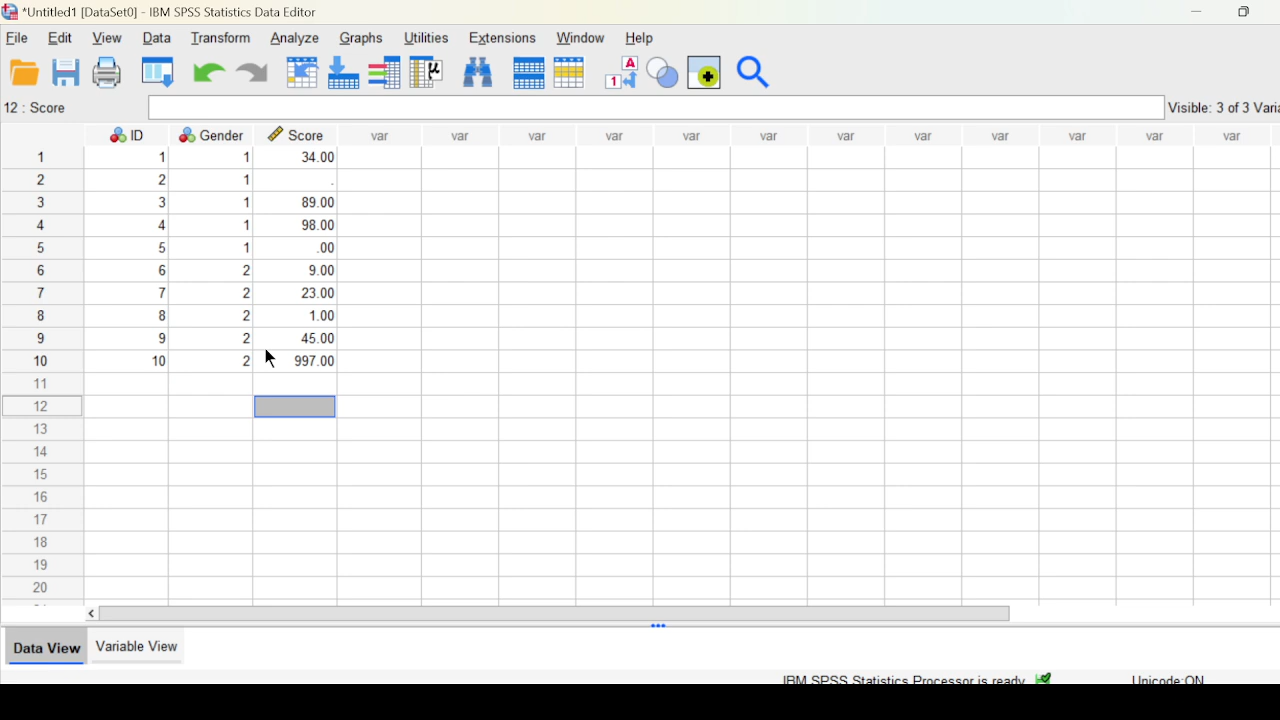 *Untitled1 [DataSet0] - IBM SPSS Statistics Data Editor
File Edit View Data Transform Analyze Graphs Utilities Extensions Window Help
12 : Score Visible: 3 of 3 Varia
ID Gender Score var var var var var var var var var var var var
1 1 1 34.00
2 2 1 .
3 3 1 89.00
4 4 1 98.00
5 5 1 .00
6 6 2 9.00
7 7 2 23.00
8 8 2 1.00
9 9 2 45.00
10 10 2 997.00
11
12
13
14
15
16
17
18
19
20
Data View Variable View
IBM SPSS Statistics Processor is ready Unicode:ON